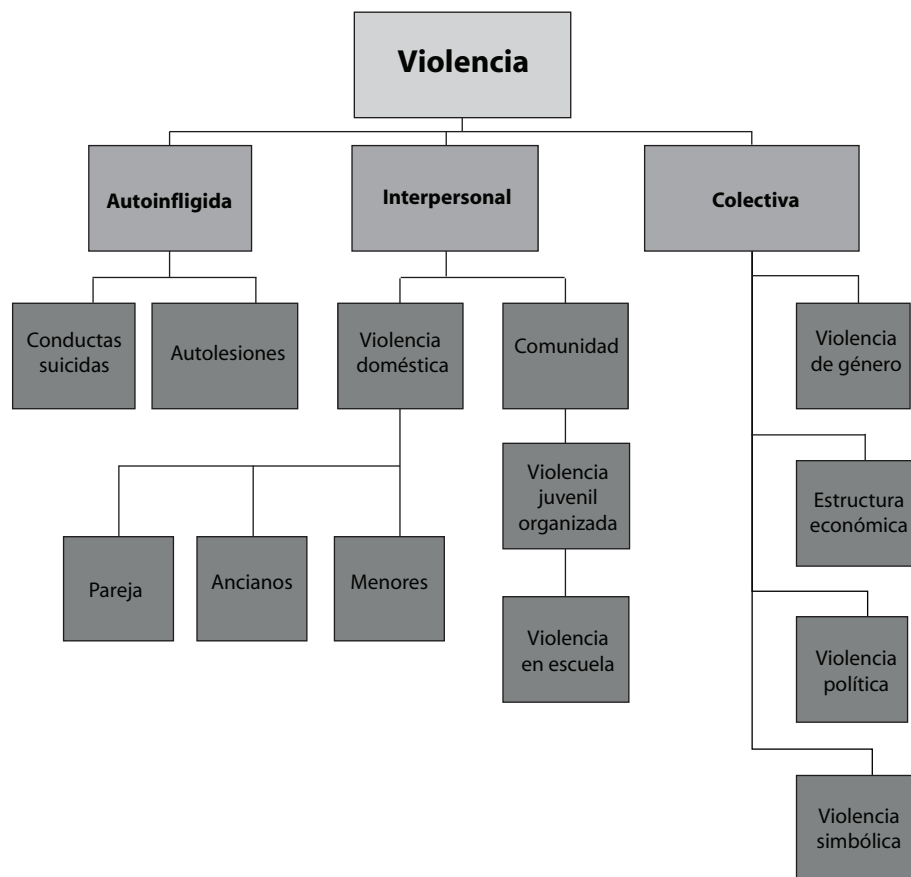 Violencia
Autoinfligida
Interpersonal
Colectiva
Conductas
suicidas
Autolesiones
Violencia
doméstica
Comunidad
Violencia
de género
Pareja
Ancianos
Menores
Violencia
juvenil
organizada
Violencia
en escuela
Estructura
económica
Violencia
política
Violencia
simbólica